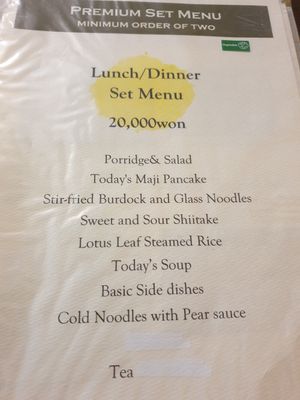 PREMIUM SET MENU
MINIMUM ORDER OF TWO
Vegetable
Lunch/Dinner
Set Menu
20,000won
Porridge& Salad
Today's Maji Pancake
Stir-fried Burdock and Glass Noodles
Sweet and Sour Shiitake
Lotus Leaf Steamed Rice
Today's Soup
Basic Side dishes
Cold Noodles with Pear sauce
Tea